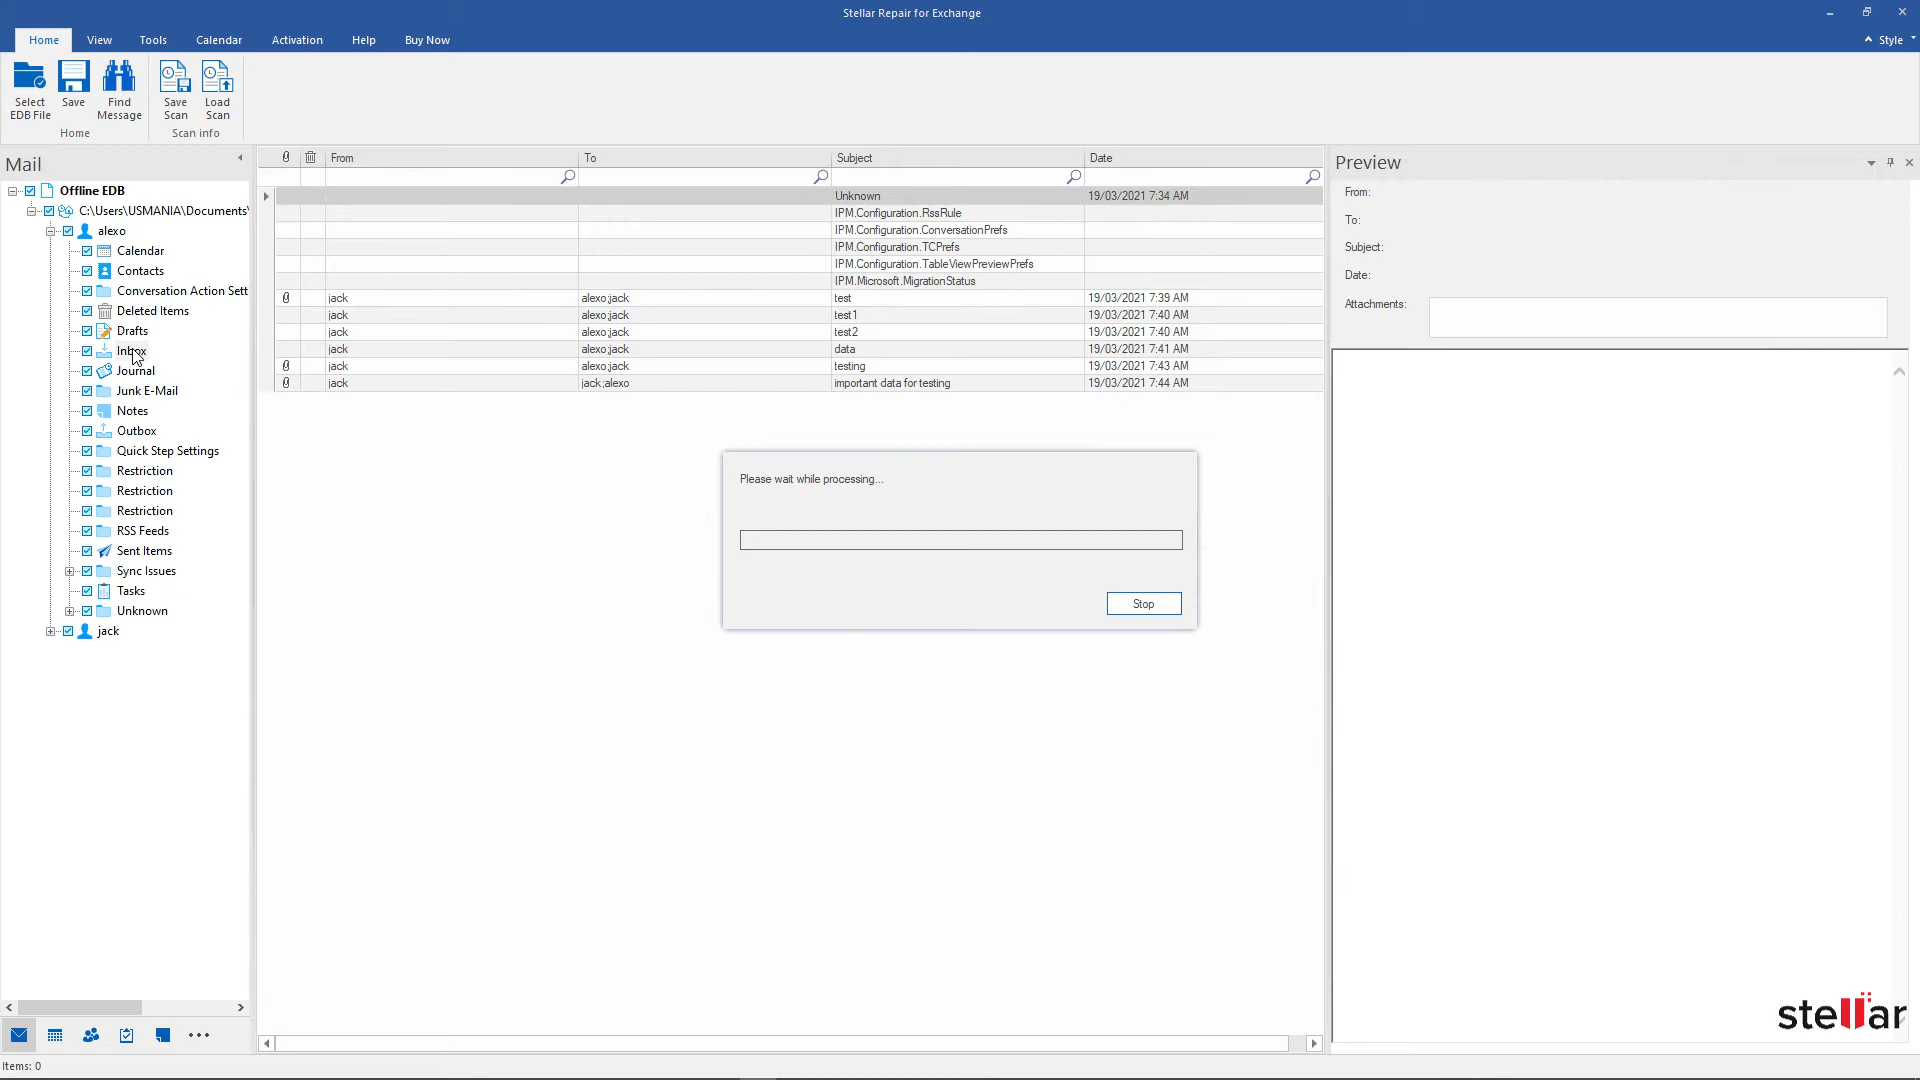 Stellar Repair for Exchange
Home View Tools Calendar Activation Help Buy Now Style
Select EDB File
Save
Find Message
Save Scan
Load Scan
Home
Scan info
Mail
Offline EDB
C:\Users\USMANIA\Documents\
alexo
Calendar
Contacts
Conversation Action Sett
Deleted Items
Drafts
Inbox
Journal
Junk E-Mail
Notes
Outbox
Quick Step Settings
Restriction
Restriction
Restriction
RSS Feeds
Sent Items
Sync Issues
Tasks
Unknown
jack
From To Subject Date
Unknown 19/03/2021 7:34 AM
IPM.Configuration.RssRule
IPM.Configuration.ConversationPrefs
IPM.Configuration.TCPrefs
IPM.Configuration.TableViewPreviewPrefs
IPM.Microsoft.MigrationStatus
jack alexo;jack test 19/03/2021 7:39 AM
jack alexo;jack test1 19/03/2021 7:40 AM
jack alexo;jack test2 19/03/2021 7:40 AM
jack alexo;jack data 19/03/2021 7:41 AM
jack alexo;jack testing 19/03/2021 7:43 AM
jack jack;alexo important data for testing 19/03/2021 7:44 AM
Please wait while processing...
Stop
Preview
From:
To:
Subject:
Date:
Attachments:
stellar
Items: 0